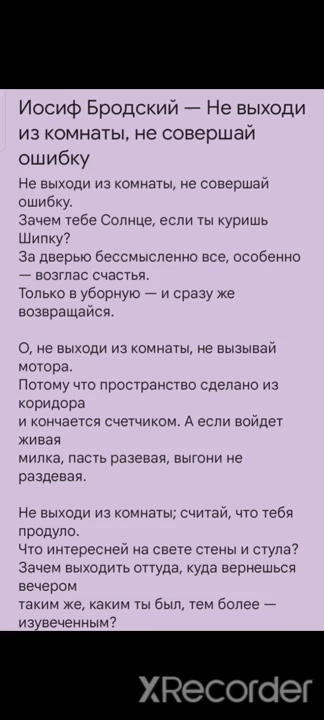 Иосиф Бродский — Не выходи
из комнаты, не совершай
ошибку
Не выходи из комнаты, не совершай
ошибку.
Зачем тебе Солнце, если ты куришь
Шипку?
За дверью бессмысленно все, особенно
— возглас счастья.
Только в уборную — и сразу же
возвращайся.
О, не выходи из комнаты, не вызывай
мотора.
Потому что пространство сделано из
коридора
и кончается счетчиком. А если войдет
живая
милка, пасть разевая, выгони не
раздевая.
Не выходи из комнаты; считай, что тебя
продуло.
Что интересней на свете стены и стула?
Зачем выходить оттуда, куда вернешься
вечером
таким же, каким ты был, тем более —
изувеченным?
XRecorder